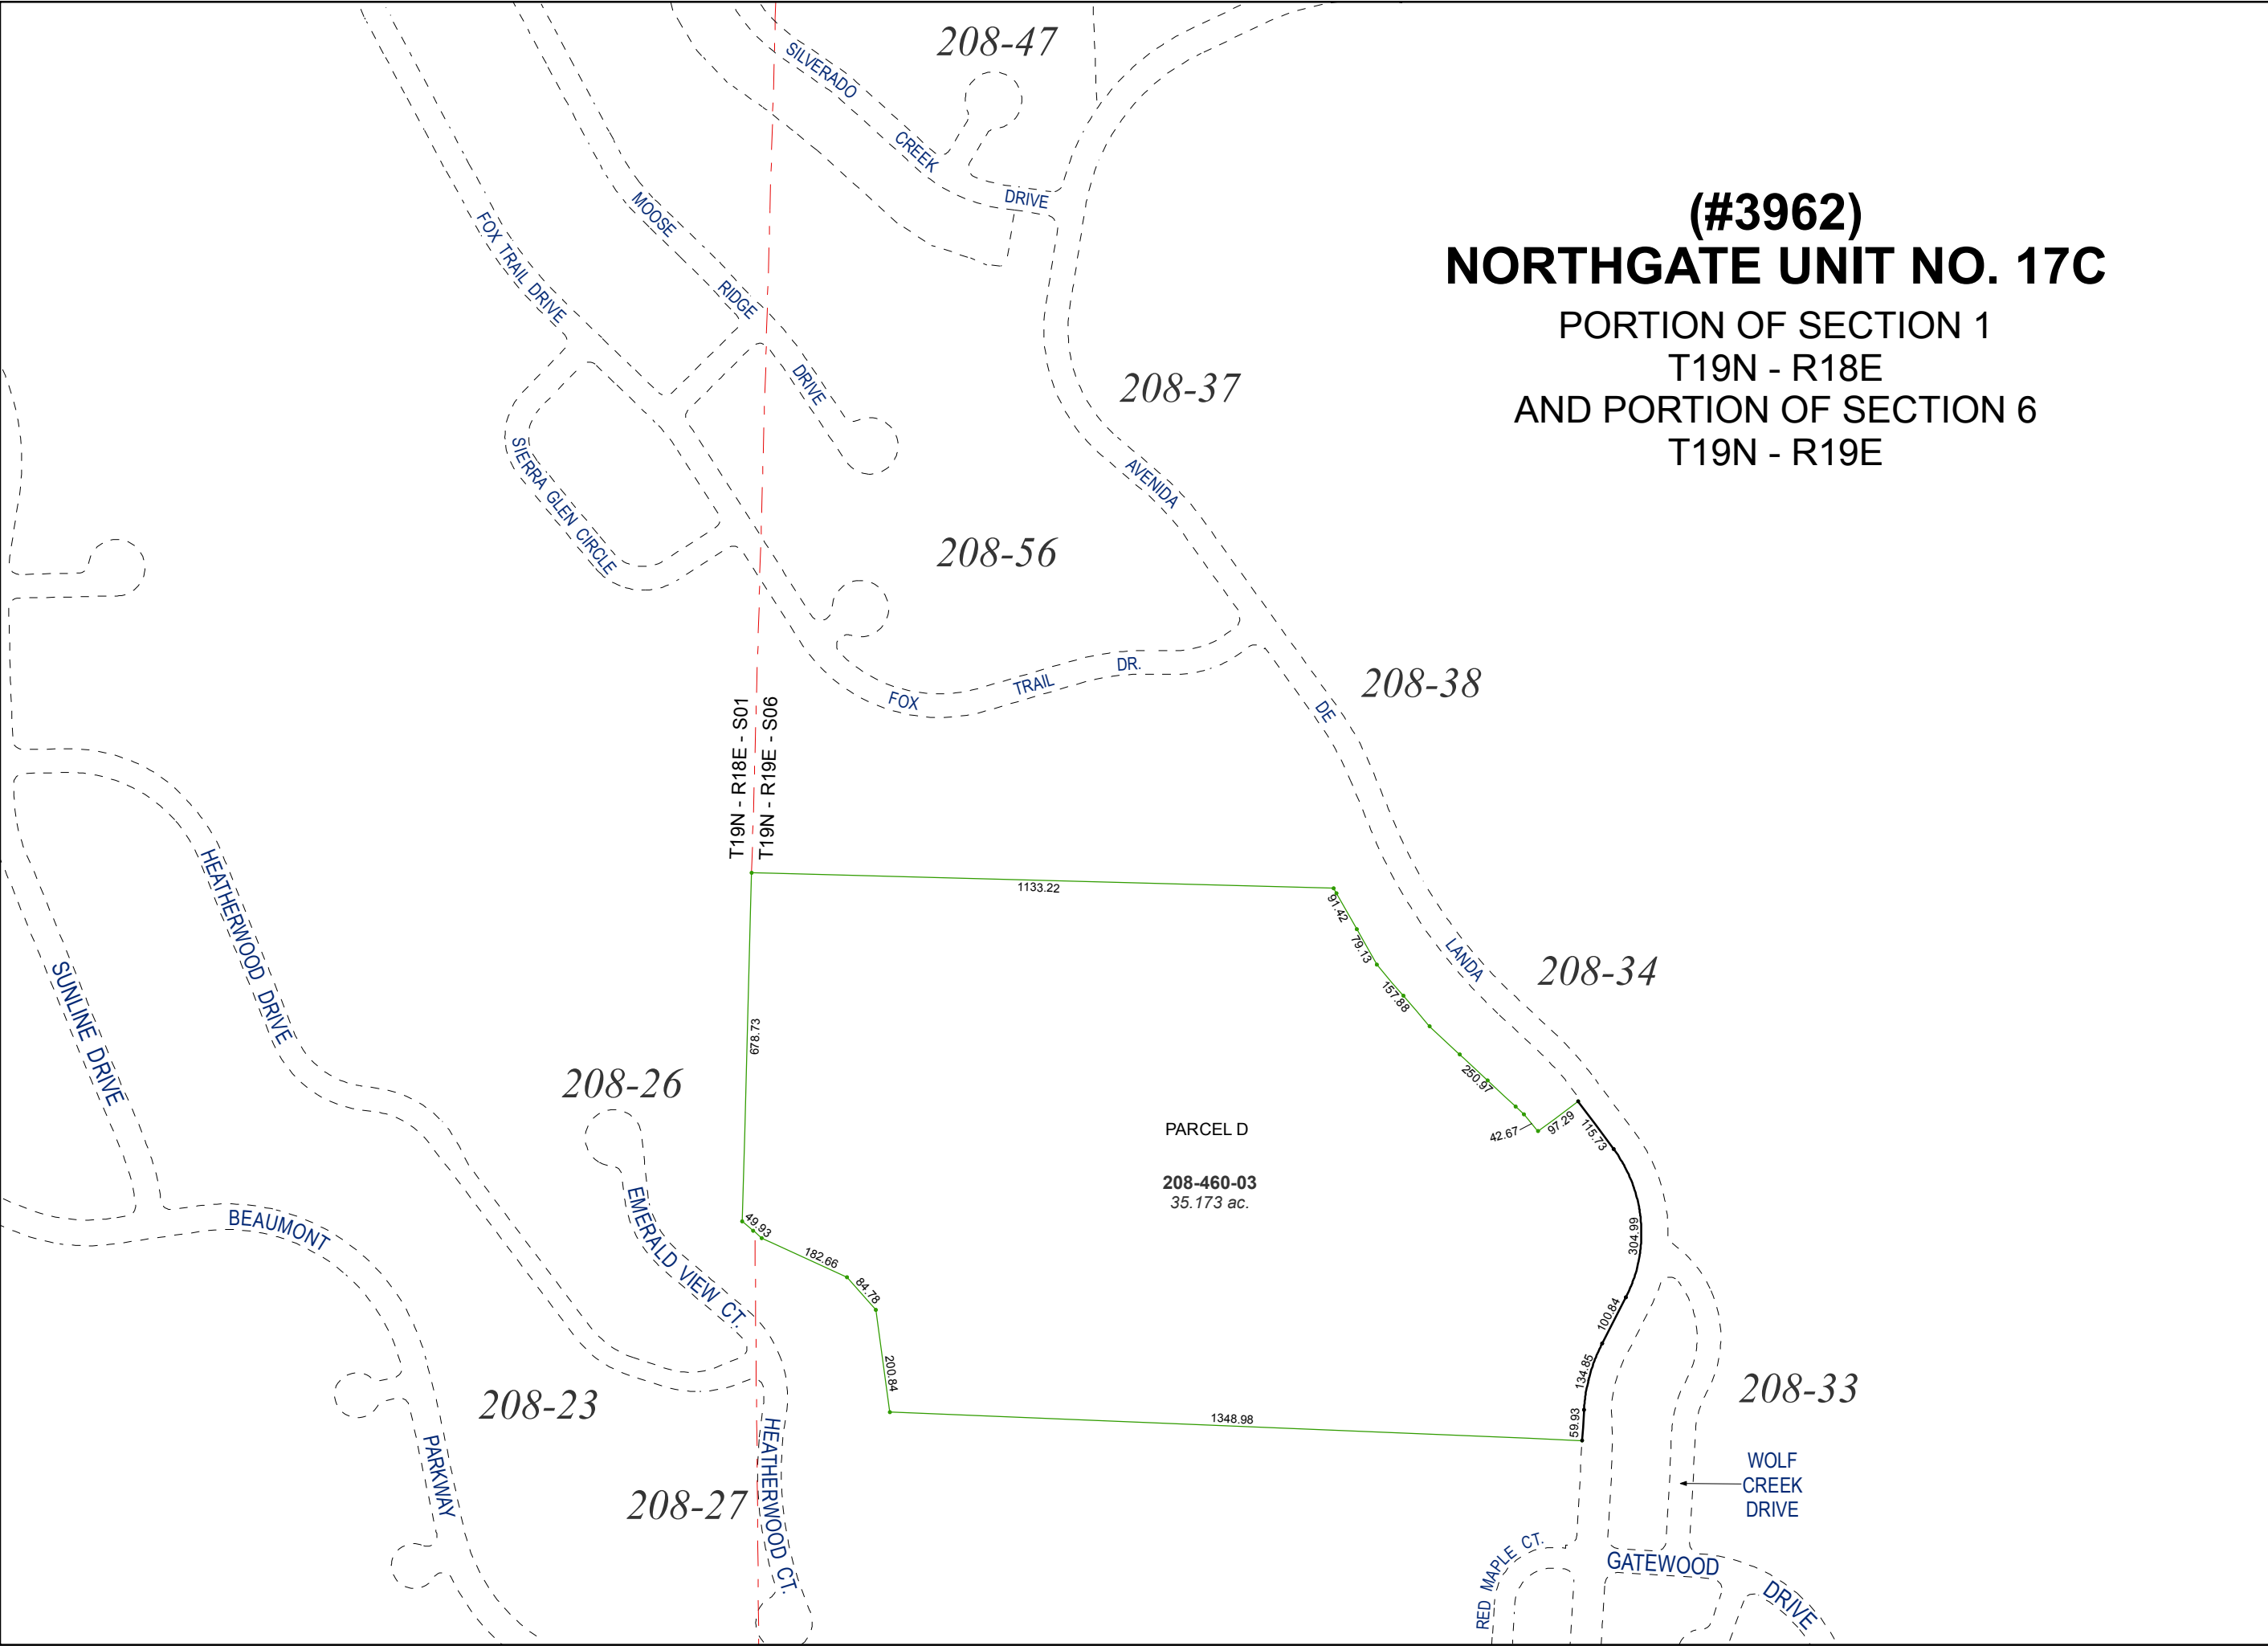 208-47
SILVERADO
CREEK
DRIVE
(#3962)
NORTHGATE UNIT NO. 17C
PORTION OF SECTION 1
T19N - R18E
AND PORTION OF SECTION 6
T19N - R19E
MOOSE
RIDGE
DRIVE
FOX TRAIL DRIVE
208-37
SIERRA GLEN CIRCLE
AVENIDA
208-56
208-38
DE
FOX
TRAIL
DR.
T19N - R18E - S01
T19N - R19E - S06
1133.22
91.42
79.13
157.88
LANDA
208-34
HEATHERWOOD DRIVE
SUNLINE DRIVE
678.73
208-26
250.97
42.67
97.29
115.73
PARCEL D
208-460-03
35.173 ac.
EMERALD VIEW CT.
BEAUMONT
49.93
182.66
84.78
304.99
100.84
134.85
200.84
208-23
208-33
1348.98
59.93
PARKWAY
208-27
HEATHERWOOD CT.
WOLF
CREEK
DRIVE
RED MAPLE CT.
GATEWOOD
DRIVE